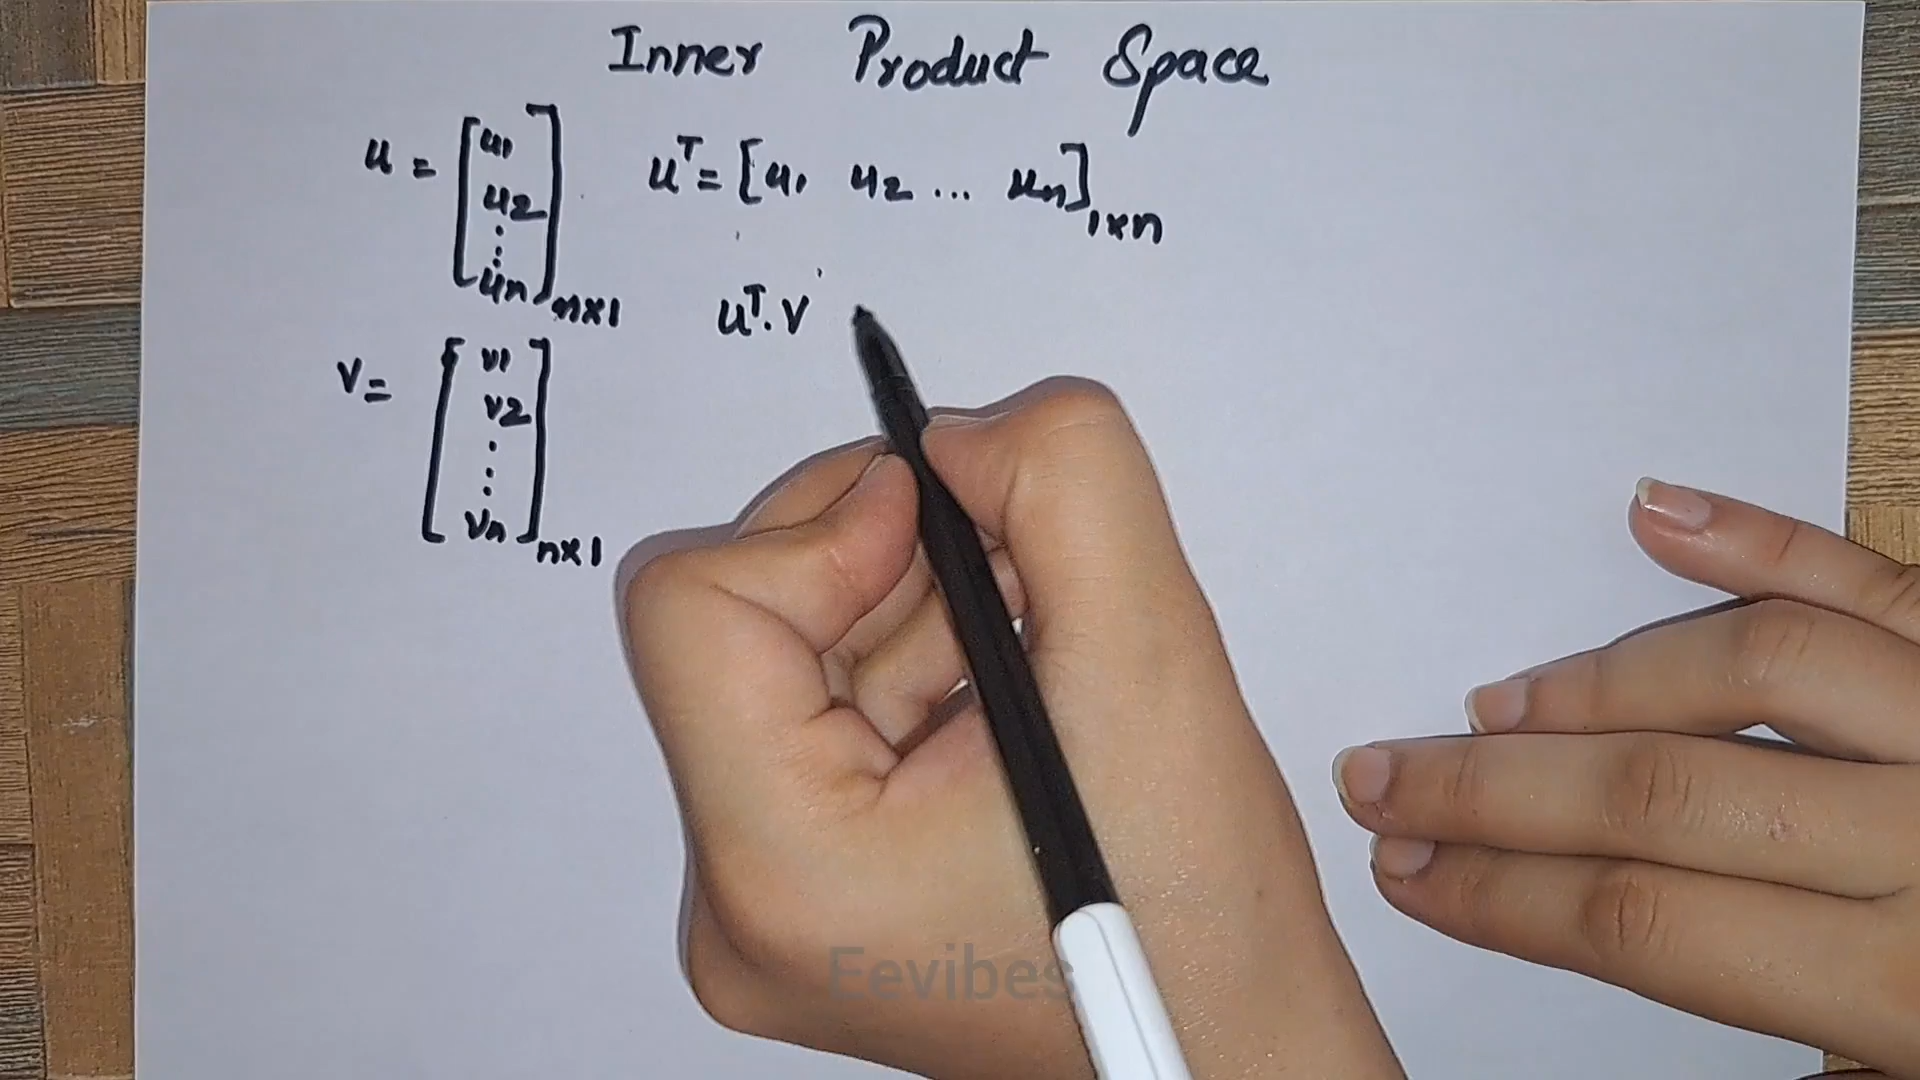 Inner Product Space
u = [u1 u2 ⋮ un]n×1
uᵀ = [u1 u2 ... un]1×n
uᵀ. v
v = [v1 v2 ⋮ vn]n×1
Eevibes